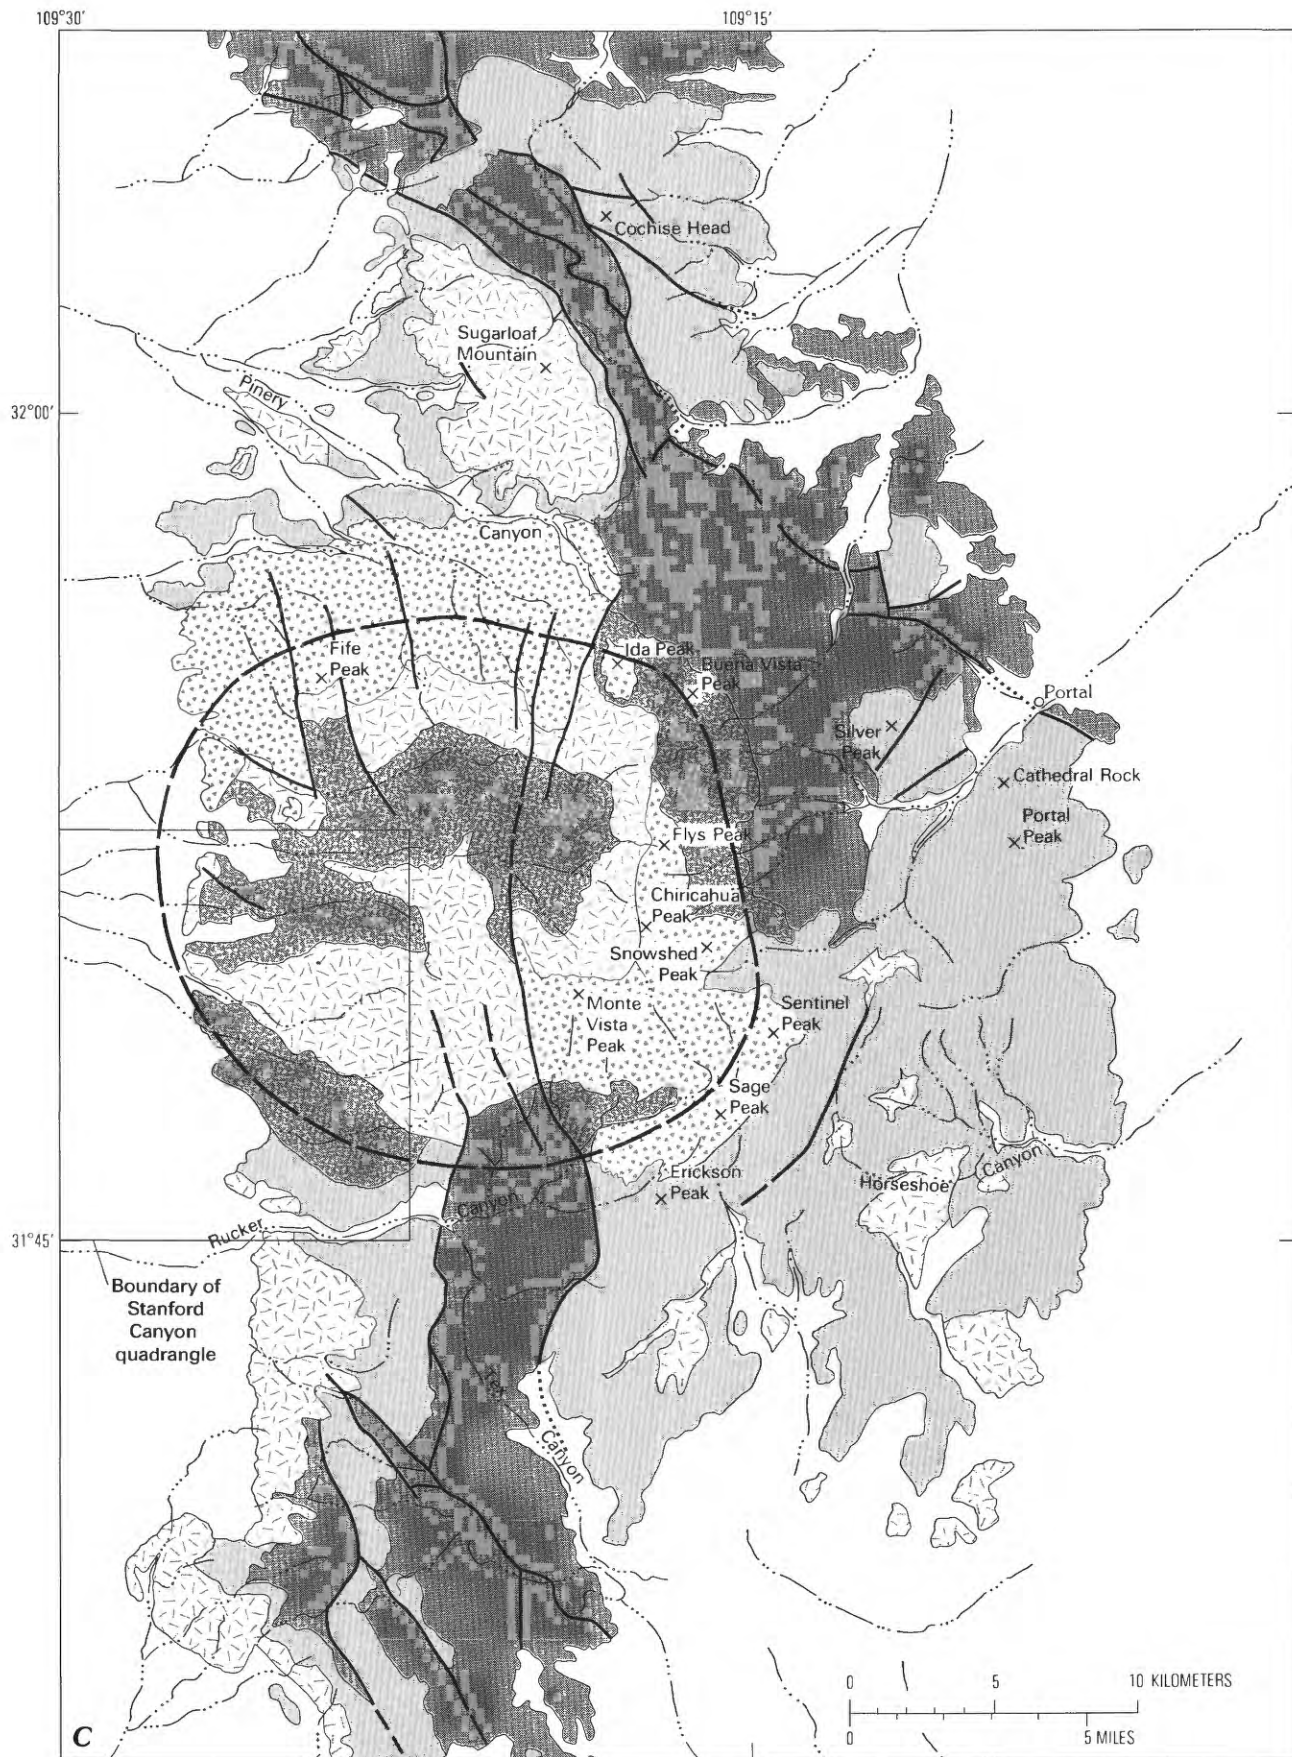 109°30'
109°15'
Cochise Head
Sugarloaf
Mountain
Pinery
32°00'
Canyon
Fife
Peak
Ida Peak
Buena Vista
Peak
Portal
Silver
Peak
Cathedral Rock
Portal
Peak
Flys Peak
Chiricahua
Peak
Snowshed
Peak
Monte
Vista
Peak
Sentinel
Peak
Sage
Peak
Canyon
Horseshoe
Erickson
Peak
Canyon
Rucker
31°45'
Boundary of
Stanford
Canyon
quadrangle
Tex
Canyon
0 5 10 KILOMETERS
0 5 MILES
C